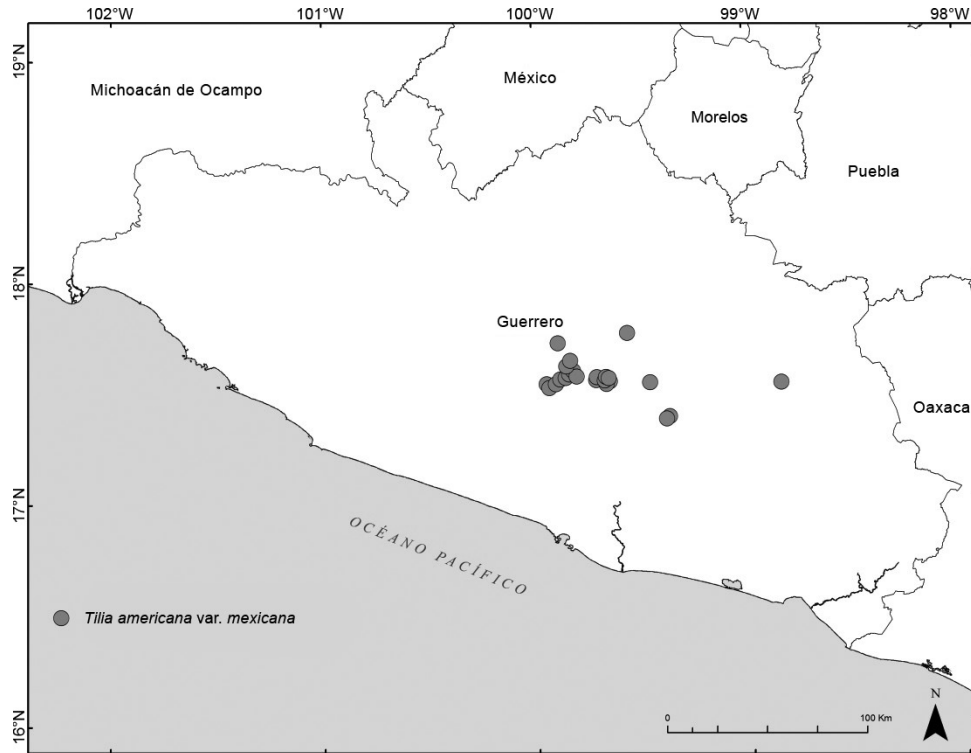 102°W 101°W 100°W 99°W 98°W
19°N
México
Michoacán de Ocampo
Morelos
Puebla
18°N
Guerrero
Oaxaca
17°N
OCÉANO PACÍFICO
Tilia americana var. mexicana
N
0 100 Km
16°N